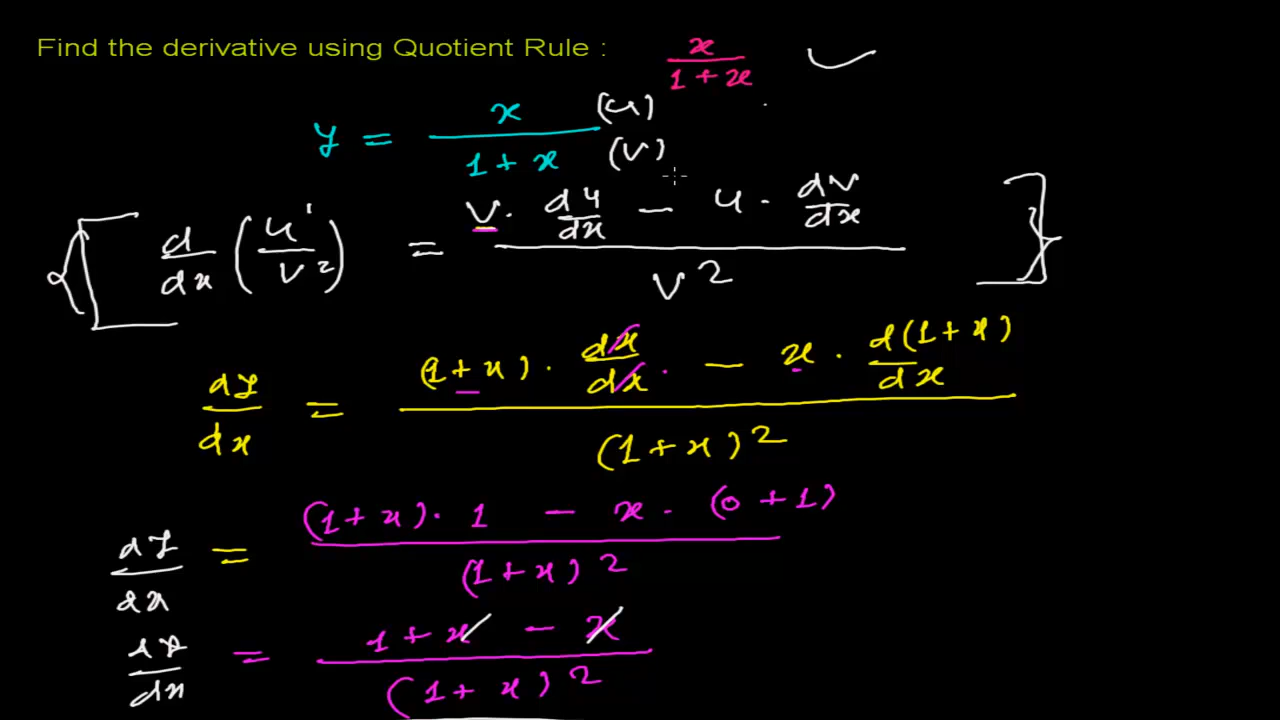 Find the derivative using Quotient Rule : x/(1+x)
y = x/(1+x) (u) (v)
d/dx (u/v) = (v · du/dx − u · dv/dx)/v²
dy/dx = ((1+x) · dx/dx − x · d(1+x)/dx)/(1+x)²
dy/dx = ((1+x) · 1 − x · (0+1))/(1+x)²
dy/dx = (1+x − x)/(1+x)²